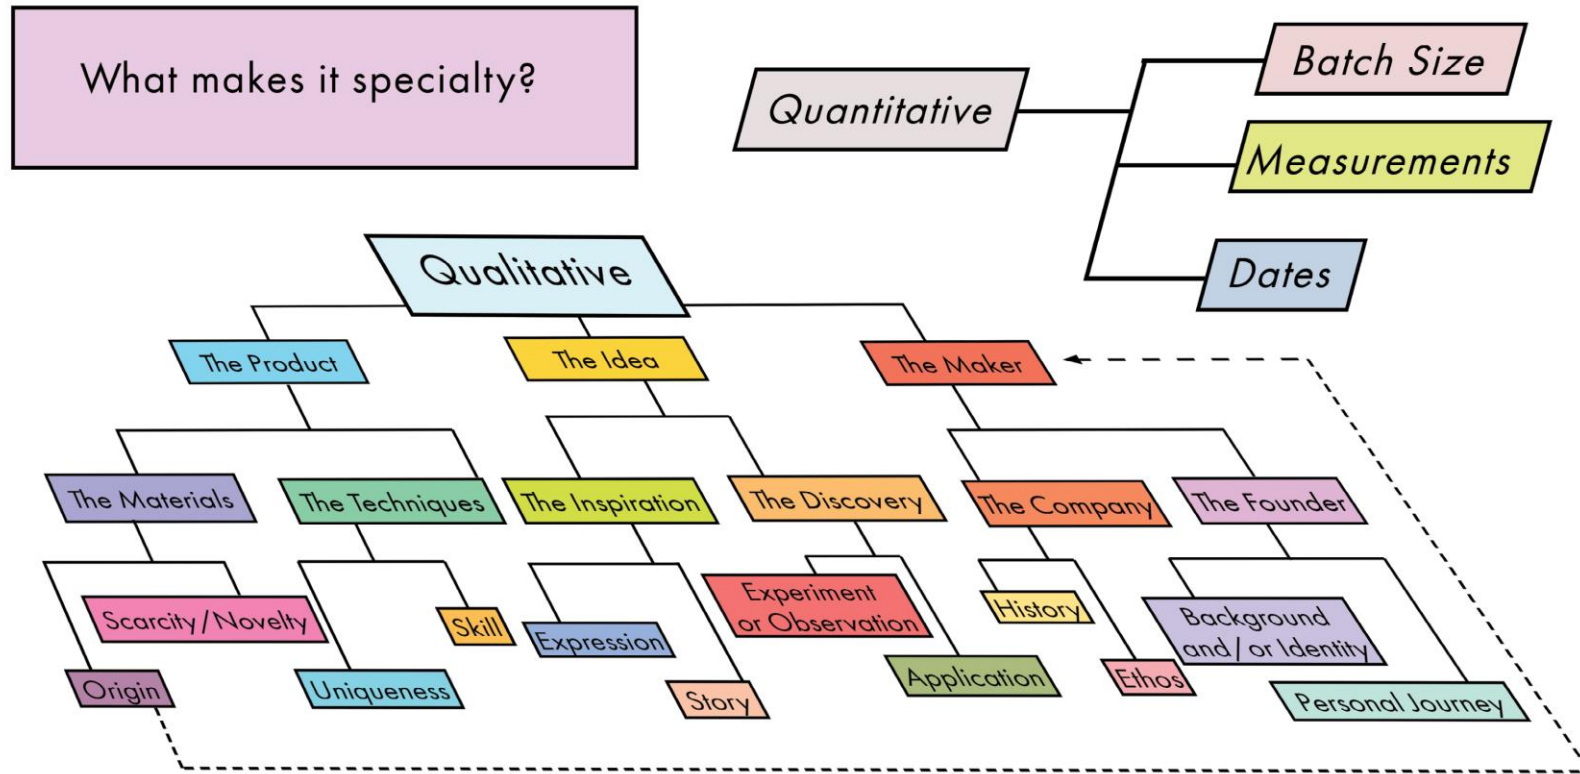 What makes it specialty?
Quantitative
Batch Size
Measurements
Dates
Qualitative
The Product
The Idea
The Maker
The Materials
The Techniques
The Inspiration
The Discovery
The Company
The Founder
Scarcity/Novelty
Origin
Skill
Uniqueness
Expression
Story
Experiment
or Observation
Application
History
Ethos
Background
and/or Identity
Personal Journey